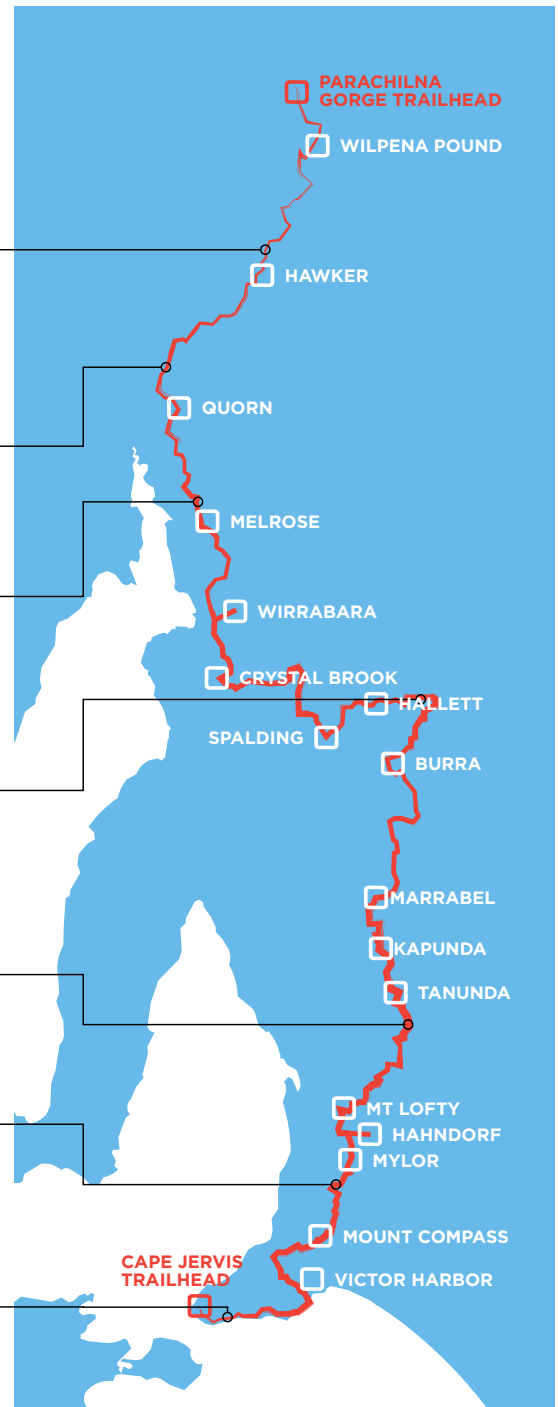 PARACHILNA
GORGE TRAILHEAD
WILPENA POUND
HAWKER
QUORN
MELROSE
WIRRABARA
CRYSTAL BROOK
HALLETT
SPALDING
BURRA
MARRABEL
KAPUNDA
TANUNDA
MT LOFTY
HAHNDORF
MYLOR
MOUNT COMPASS
CAPE JERVIS
TRAILHEAD
VICTOR HARBOR